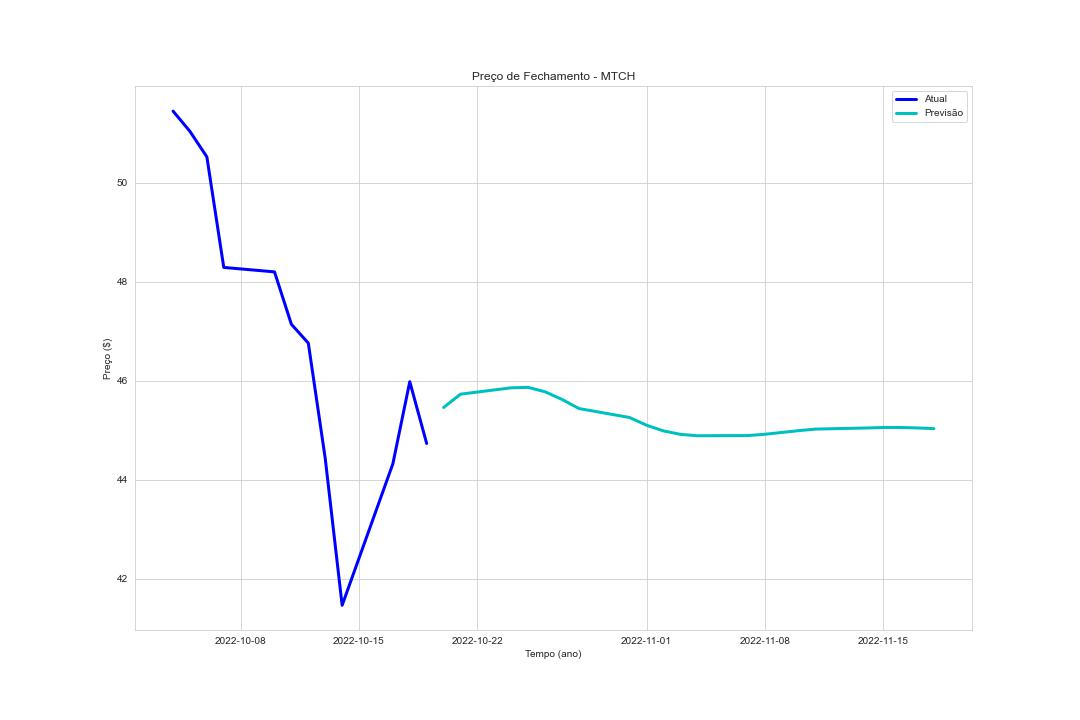 Preço de Fechamento - MTCH
Atual
Previsão
Preço ($)
50
48
46
44
42
2022-10-08
2022-10-15
2022-10-22
2022-11-01
2022-11-08
2022-11-15
Tempo (ano)